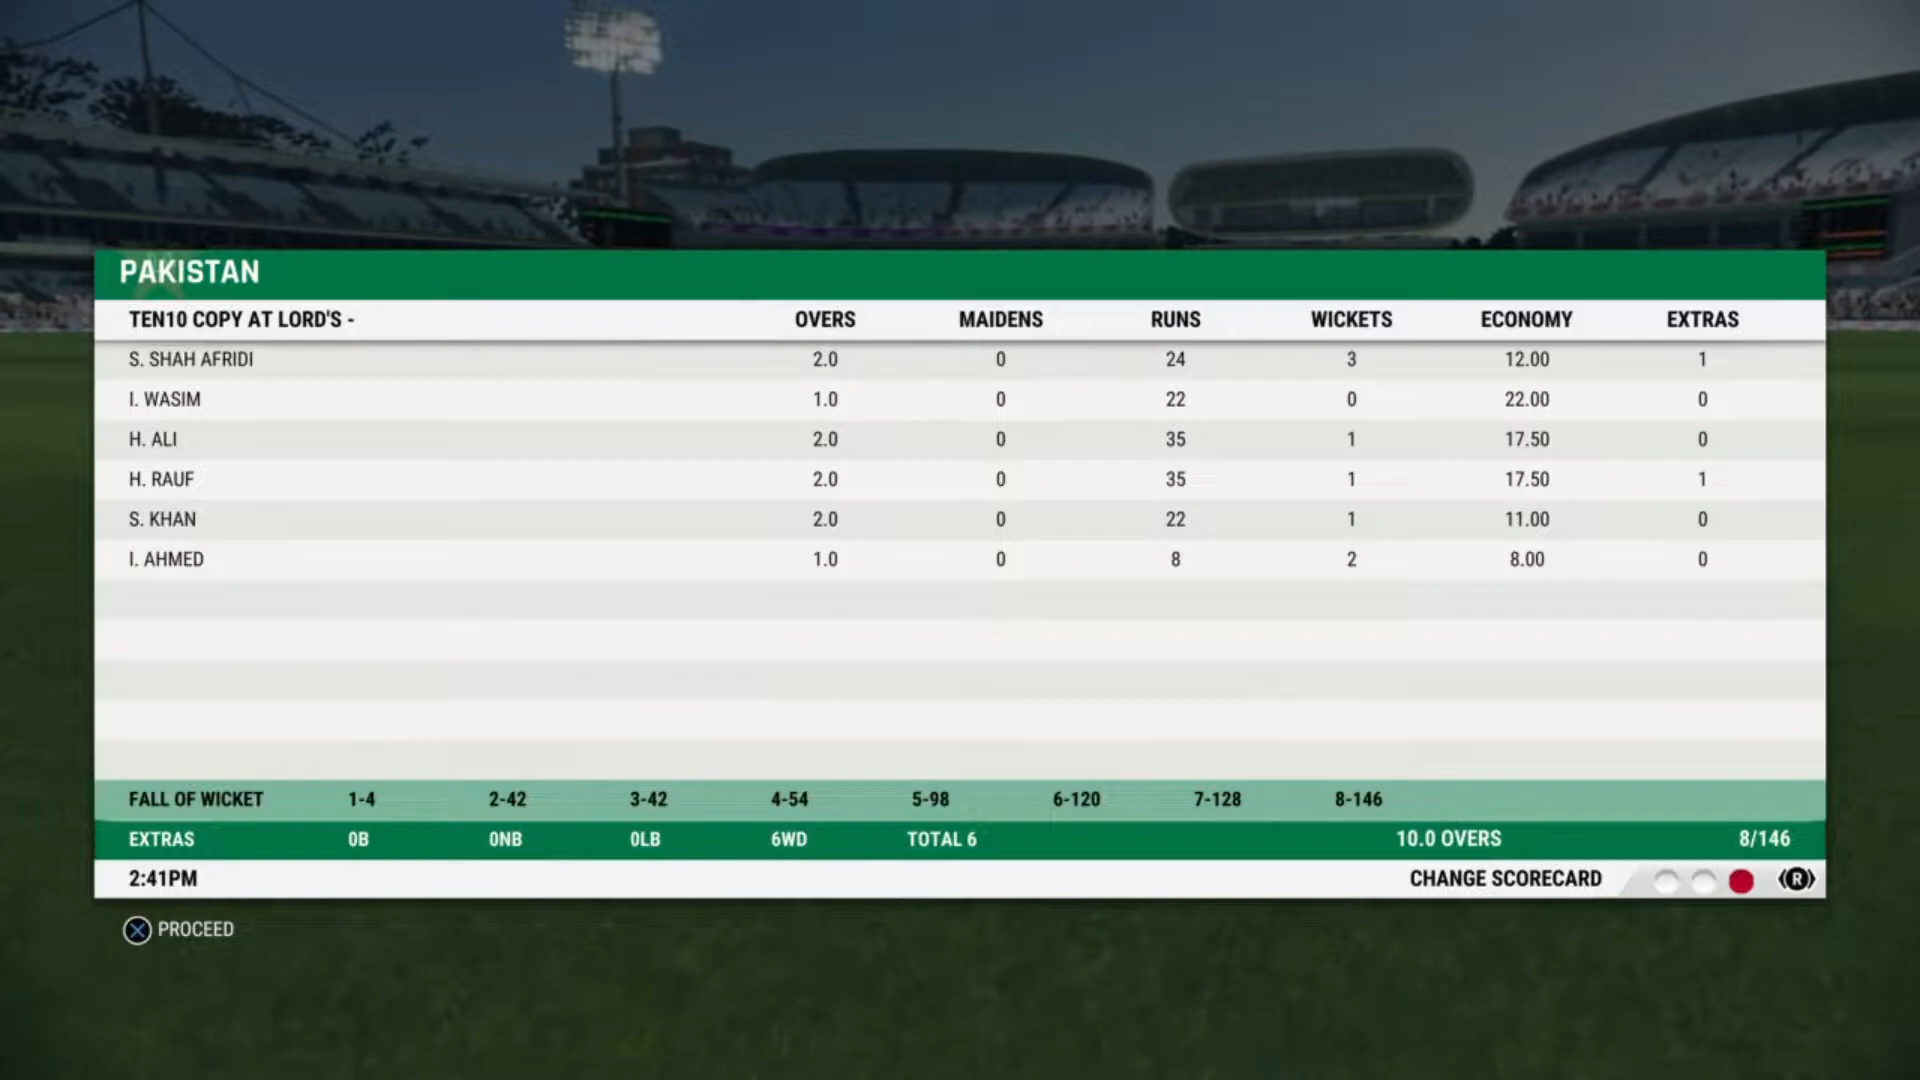 PAKISTAN
TEN10 COPY AT LORD'S - OVERS MAIDENS RUNS WICKETS ECONOMY EXTRAS
S. SHAH AFRIDI 2.0 0 24 3 12.00 1
I. WASIM 1.0 0 22 0 22.00 0
H. ALI 2.0 0 35 1 17.50 0
H. RAUF 2.0 0 35 1 17.50 1
S. KHAN 2.0 0 22 1 11.00 0
I. AHMED 1.0 0 8 2 8.00 0
FALL OF WICKET 1-4 2-42 3-42 4-54 5-98 6-120 7-128 8-146
EXTRAS 0B 0NB 0LB 6WD TOTAL 6 10.0 OVERS 8/146
2:41PM CHANGE SCORECARD R
PROCEED